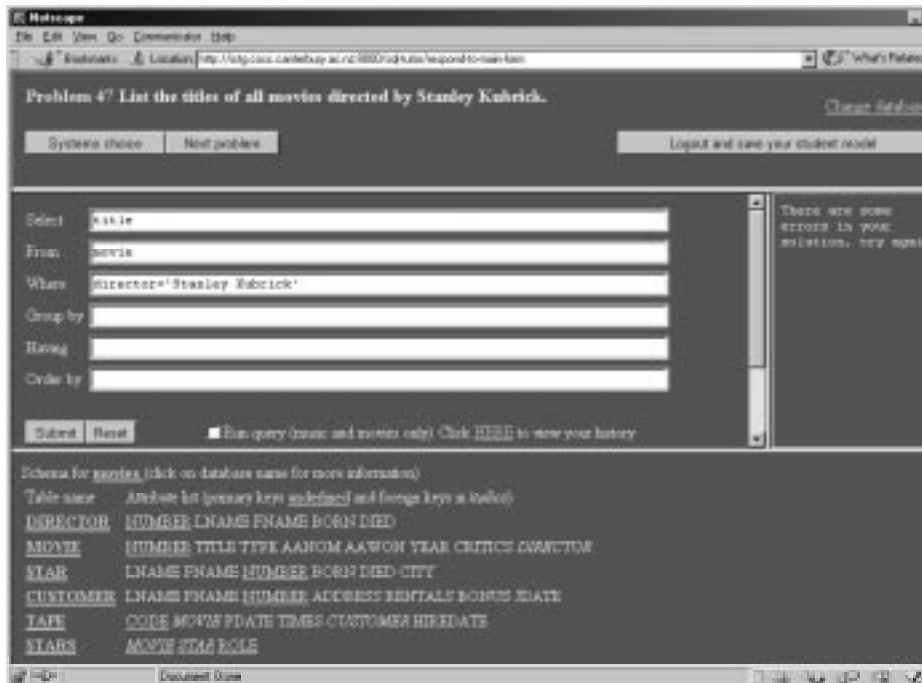 Netscape
File Edit View Go Communicator Help
Bookmarks Location: What's Related
Problem 47 List the titles of all movies directed by Stanley Kubrick.
Change database
Systems choice Next problem Logout and save your student model
Select title
From movie
Where director='Stanley Kubrick'
Group by
Having
Order by
There are some
errors in your
solution, try again
Submit Reset Run query (music and movies only) Click HERE to view your history
Schema for movies (click on database name for more information)
Table name Attribute list (primary keys underlined and foreign keys in italics)
DIRECTOR NUMBER LNAME FNAME BORN DIED
MOVIE NUMBER TITLE TYPE AANOM AAWON YEAR CRITICS DIRECTOR
STAR LNAME FNAME NUMBER BORN DIED CITY
CUSTOMER LNAME FNAME NUMBER ADDRESS RENTALS BONUS JDATE
TAPE CODE MOVIE PDATE TIMES CUSTOMER HIREDATE
STARS MOVIE STAR ROLE
Document: Done